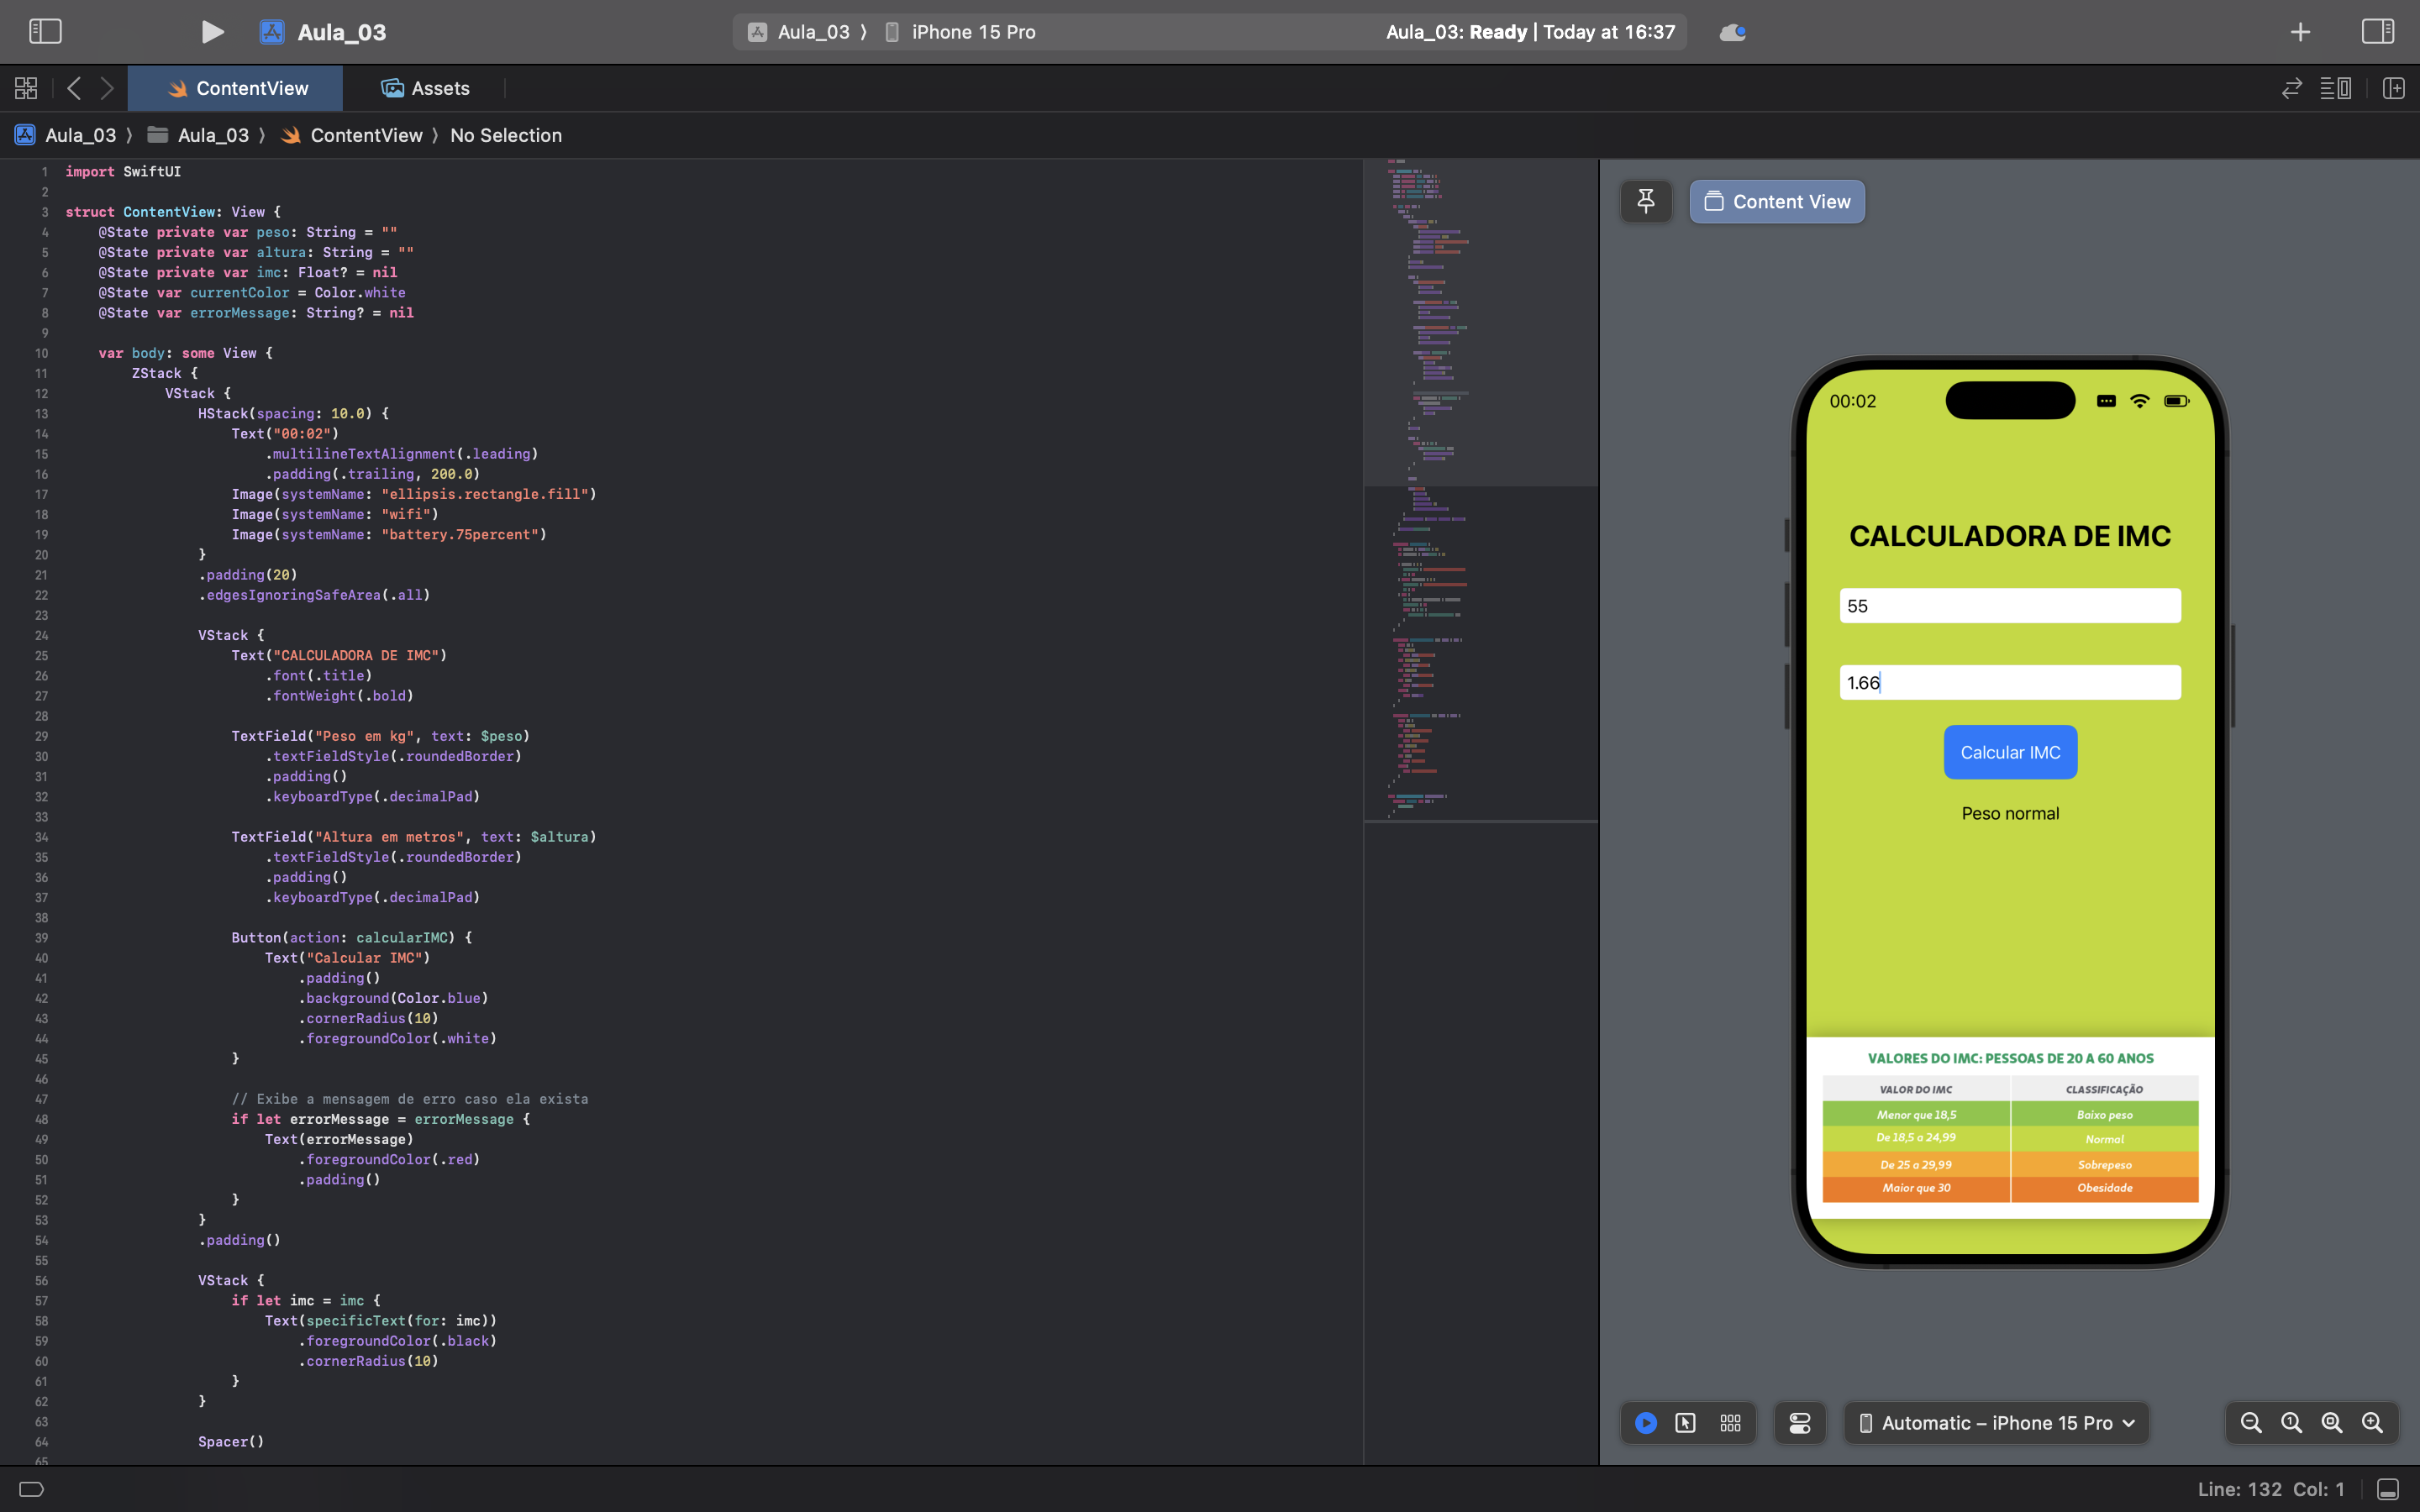 Aula_03
Aula_03 ⟩ iPhone 15 Pro
Aula_03: Ready | Today at 16:37
ContentView
Assets
Aula_03 ⟩ Aula_03 ⟩ ContentView ⟩ No Selection
1 import SwiftUI
2
3 struct ContentView: View {
4 @State private var peso: String = ""
5 @State private var altura: String = ""
6 @State private var imc: Float? = nil
7 @State var currentColor = Color.white
8 @State var errorMessage: String? = nil
9
10 var body: some View {
11 ZStack {
12 VStack {
13 HStack(spacing: 10.0) {
14 Text("00:02")
15 .multilineTextAlignment(.leading)
16 .padding(.trailing, 200.0)
17 Image(systemName: "ellipsis.rectangle.fill")
18 Image(systemName: "wifi")
19 Image(systemName: "battery.75percent")
20 }
21 .padding(20)
22 .edgesIgnoringSafeArea(.all)
23
24 VStack {
25 Text("CALCULADORA DE IMC")
26 .font(.title)
27 .fontWeight(.bold)
28
29 TextField("Peso em kg", text: $peso)
30 .textFieldStyle(.roundedBorder)
31 .padding()
32 .keyboardType(.decimalPad)
33
34 TextField("Altura em metros", text: $altura)
35 .textFieldStyle(.roundedBorder)
36 .padding()
37 .keyboardType(.decimalPad)
38
39 Button(action: calcularIMC) {
40 Text("Calcular IMC")
41 .padding()
42 .background(Color.blue)
43 .cornerRadius(10)
44 .foregroundColor(.white)
45 }
46
47 // Exibe a mensagem de erro caso ela exista
48 if let errorMessage = errorMessage {
49 Text(errorMessage)
50 .foregroundColor(.red)
51 .padding()
52 }
53 }
54 .padding()
55
56 VStack {
57 if let imc = imc {
58 Text(specificText(for: imc))
59 .foregroundColor(.black)
60 .cornerRadius(10)
61 }
62 }
63
64 Spacer()
65
Content View
00:02
CALCULADORA DE IMC
55
1.66
Calcular IMC
Peso normal
VALORES DO IMC: PESSOAS DE 20 A 60 ANOS
VALOR DO IMC CLASSIFICAÇÃO
Menor que 18,5 Baixo peso
De 18,5 a 24,99 Normal
De 25 a 29,99 Sobrepeso
Maior que 30 Obesidade
Automatic – iPhone 15 Pro
Line: 132 Col: 1